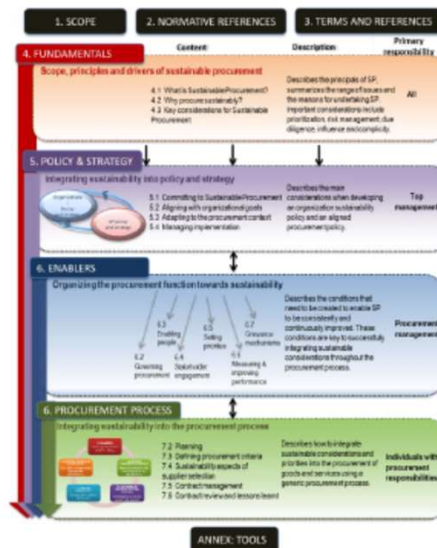 1. SCOPE
2. NORMATIVE REFERENCES
3. TERMS AND REFERENCES
Content
Description
Primary
responsibility
4. FUNDAMENTALS
Scope, principles and drivers of sustainable procurement
4.1 What is Sustainable Procurement?
4.2 Why procure sustainably?
4.3 Key considerations for Sustainable
Procurement
Describes the principals of SP,
summarizes the range of issues and
the reasons for undertaking SP.
Important considerations include
prioritization, risk management, due
diligence, influence and complicity.
All
5. POLICY & STRATEGY
Integrating sustainability into policy and strategy
5.1 Committing to Sustainable Procurement
5.2 Aligning with organizational goals
5.3 Adapting to the procurement context
5.4 Managing implementation
Describes the main
considerations when developing
an organization sustainability
policy and an aligned
procurement policy.
Top
management
6. ENABLERS
Organizing the procurement function towards sustainability
6.3
Enabling
people
6.5
Setting
priorities
6.7
Grievance
mechanisms
6.2
Governing
procurement
6.4
Stakeholder
engagement
6.6
Measuring &
improving
performance
Describes the conditions that
need to be created to enable SP
to be consistently and
continuously improved. These
conditions are key to successfully
integrating sustainable
considerations throughout the
procurement process.
Procurement
management
6. PROCUREMENT PROCESS
Integrating sustainability into the procurement process
7.2 Planning
7.3 Defining procurement criteria
7.4 Sustainability aspects of
supplier selection
7.5 Contract management
7.6 Contract review and lessons learnt
Describes how to integrate
sustainable considerations and
priorities into the procurement of
goods and services using a
generic procurement process.
Individuals with
procurement
responsibilities
ANNEX: TOOLS